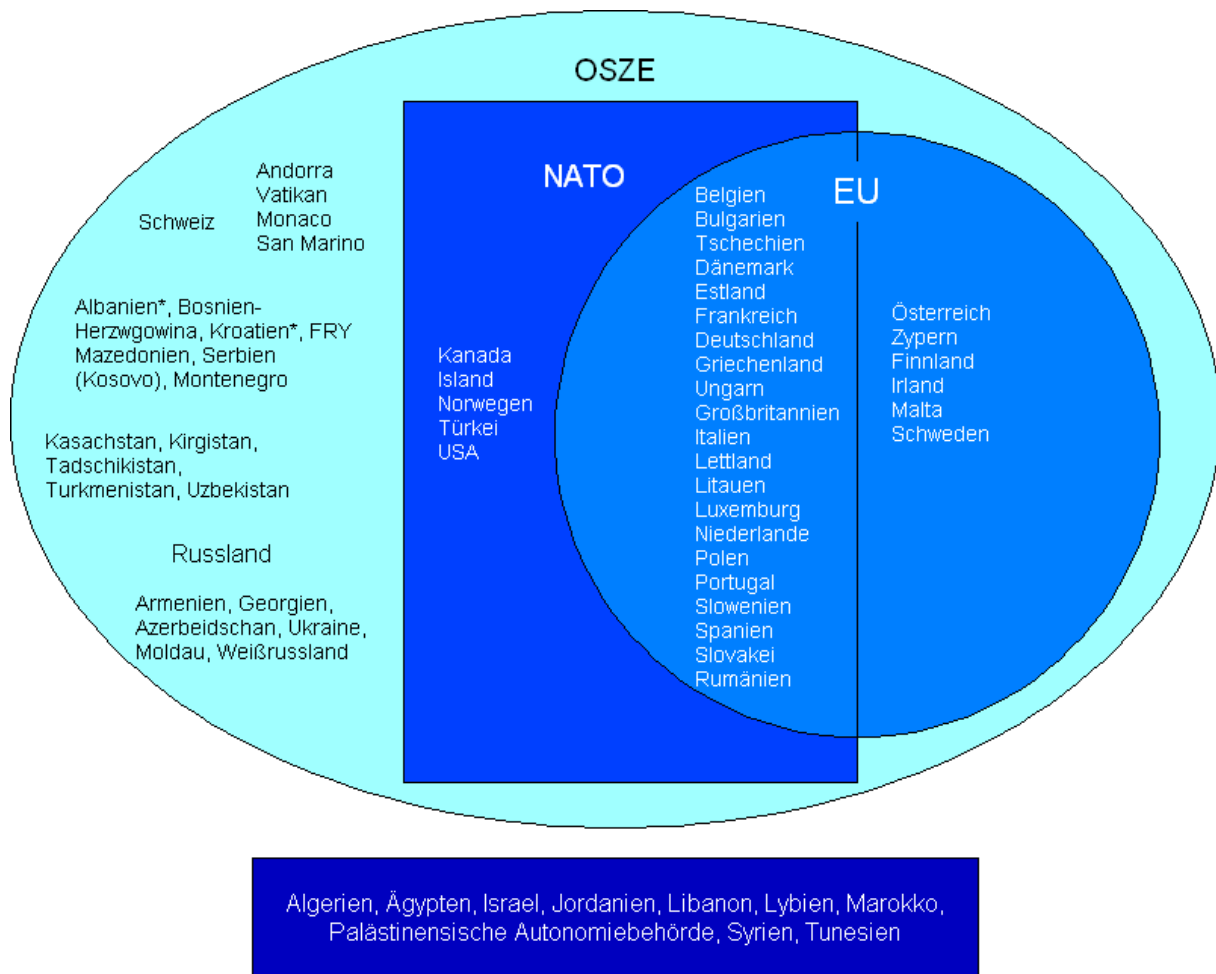 OSZE
NATO
EU
Andorra
Vatikan
Monaco
San Marino
Schweiz
Albanien*, Bosnien-
Herzwgowina, Kroatien*, FRY
Mazedonien, Serbien
(Kosovo), Montenegro
Kasachstan, Kirgistan,
Tadschikistan,
Turkmenistan, Uzbekistan
Russland
Armenien, Georgien,
Azerbeidschan, Ukraine,
Moldau, Weißrussland
Kanada
Island
Norwegen
Türkei
USA
Belgien
Bulgarien
Tschechien
Dänemark
Estland
Frankreich
Deutschland
Griechenland
Ungarn
Großbritannien
Italien
Lettland
Litauen
Luxemburg
Niederlande
Polen
Portugal
Slowenien
Spanien
Slovakei
Rumänien
Österreich
Zypern
Finnland
Irland
Malta
Schweden
Algerien, Ägypten, Israel, Jordanien, Libanon, Lybien, Marokko,
Palästinensische Autonomiebehörde, Syrien, Tunesien